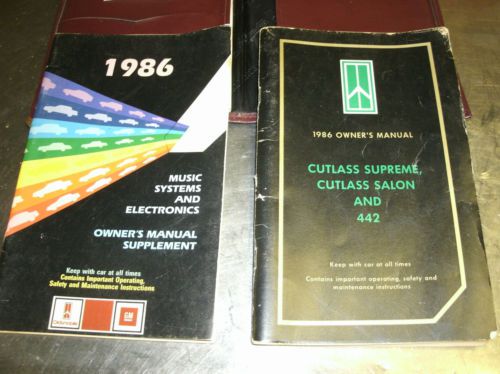 1986
MUSIC
SYSTEMS
AND
ELECTRONICS
OWNER'S MANUAL
SUPPLEMENT
Keep with car at all times
Contains Important Operating,
Safety and Maintenance Instructions
Oldsmobile
GM
1986 OWNER'S MANUAL
CUTLASS SUPREME,
CUTLASS SALON
AND
442
Keep with car at all times
Contains important operating, safety and
maintenance instructions